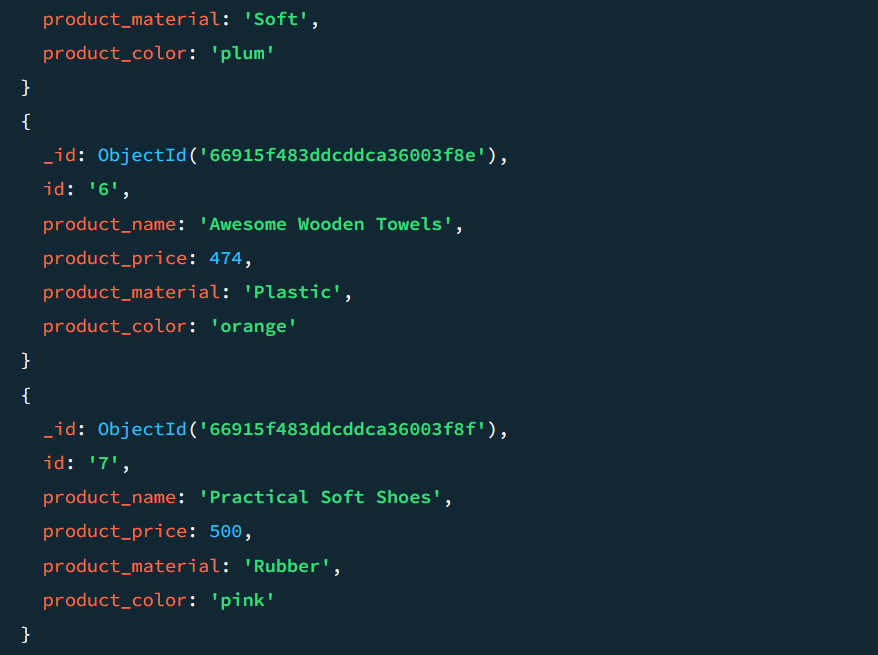 product_material: 'Soft',
product_color: 'plum'
}
{
_id: ObjectId('66915f483ddcddca36003f8e'),
id: '6',
product_name: 'Awesome Wooden Towels',
product_price: 474,
product_material: 'Plastic',
product_color: 'orange'
}
{
_id: ObjectId('66915f483ddcddca36003f8f'),
id: '7',
product_name: 'Practical Soft Shoes',
product_price: 500,
product_material: 'Rubber',
product_color: 'pink'
}